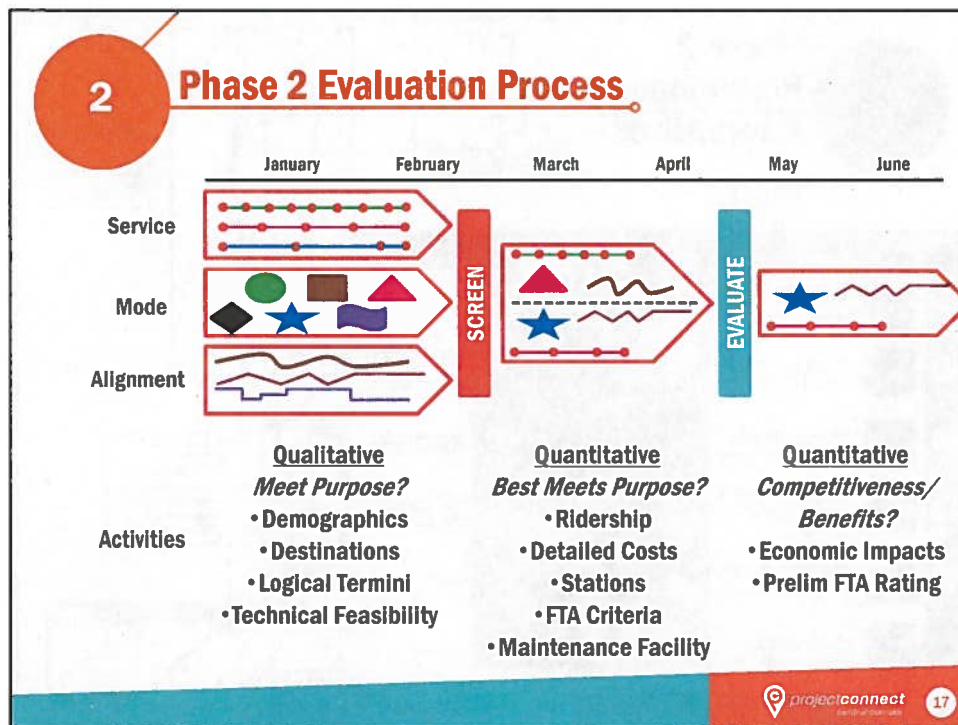 2
Phase 2 Evaluation Process
January February March April May June
Service
Mode
Alignment
SCREEN
EVALUATE
Activities
Qualitative
Meet Purpose?
•Demographics
•Destinations
•Logical Termini
•Technical Feasibility
Quantitative
Best Meets Purpose?
•Ridership
•Detailed Costs
•Stations
•FTA Criteria
•Maintenance Facility
Quantitative
Competitiveness/
Benefits?
•Economic Impacts
•Prelim FTA Rating
projectconnect
17